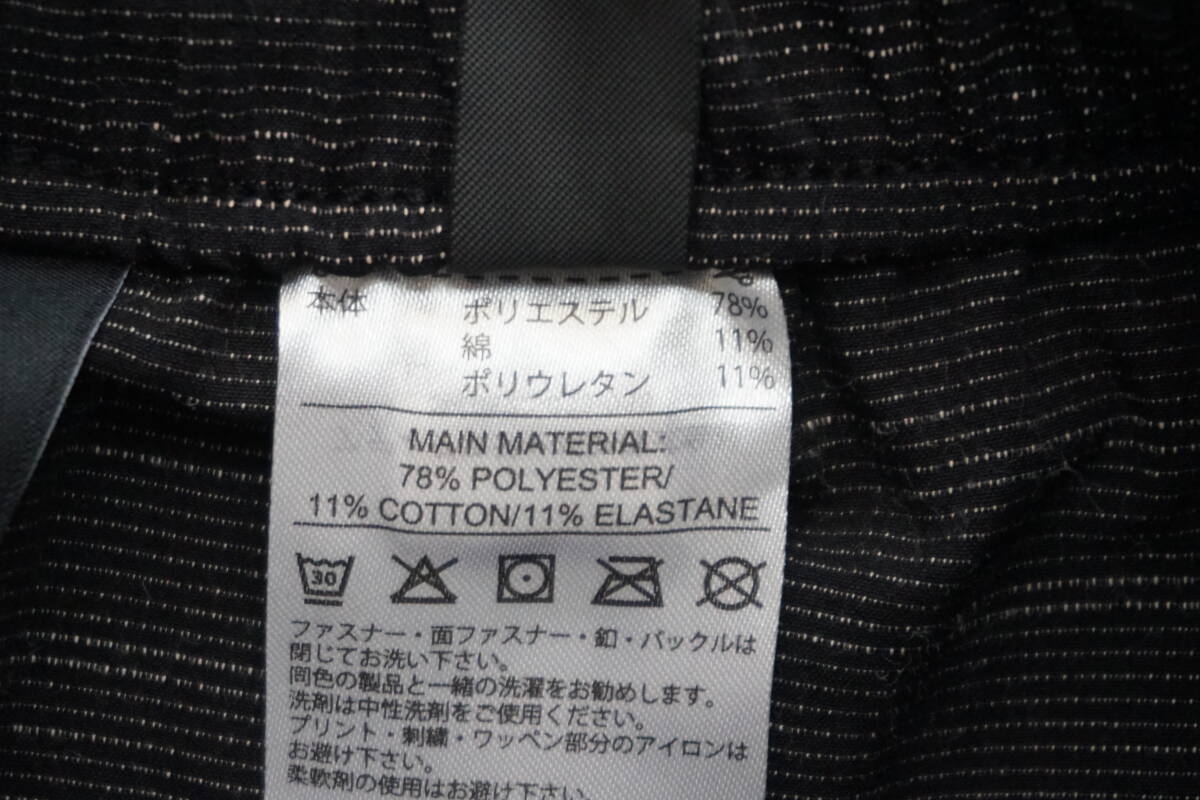 本体 ポリエステル 78%
綿 11%
ポリウレタン 11%
MAIN MATERIAL:
78% POLYESTER/
11% COTTON/11% ELASTANE
30
ファスナー・面ファスナー・釦・バックルは
閉じてお洗い下さい。
同色の製品と一緒の洗濯をお勧めします。
洗剤は中性洗剤をご使用ください。
プリント・刺繍・ワッペン部分のアイロンは
お避け下さい。
柔軟剤の使用はお避け下さい。